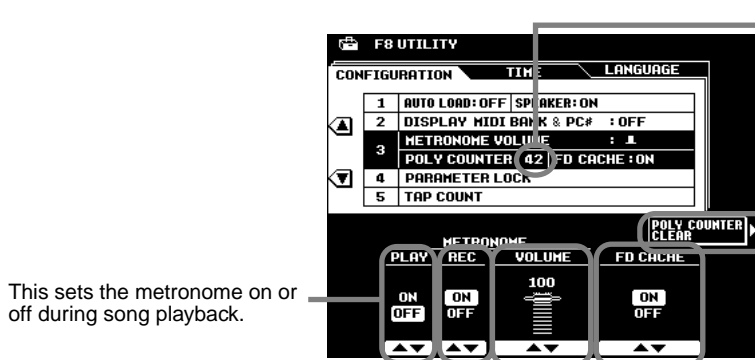 F8 UTILITY
CONFIGURATION TIME LANGUAGE
1 AUTO LOAD:OFF SPEAKER:ON
2 DISPLAY MIDI BANK & PC# :OFF
3 METRONOME VOLUME :
POLY COUNTER 42 FD CACHE:ON
4 PARAMETER LOCK
5 TAP COUNT
POLY COUNTER
CLEAR
METRONOME
PLAY REC VOLUME FD CACHE
100
ON ON ON
OFF OFF OFF
This sets the metronome on or
off during song playback.